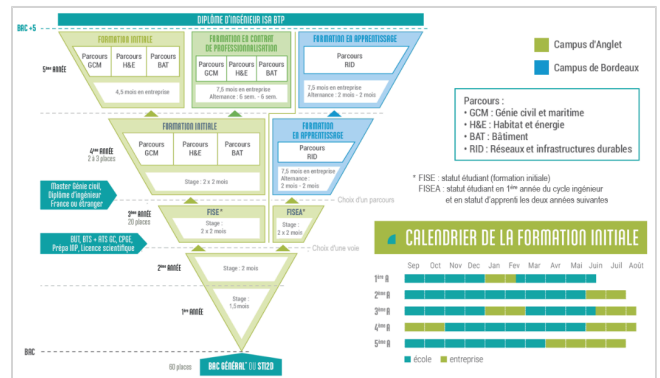 DIPLÔME D'INGÉNIEUR ISA BTP
BAC +5
FORMATION INITIALE
Parcours GCM
Parcours H&E
Parcours BAT
4,5 mois en entreprise
FORMATION EN CONTRAT
DE PROFESSIONALISATION
Parcours GCM
Parcours H&E
Parcours BAT
7,5 mois en entreprise
Alternance : 6 sem. - 6 sem.
FORMATION EN APPRENTISSAGE
Parcours
RID
7,5 mois en entreprise
Alternance : 2 mois - 2 mois
5ème ANNÉE
FORMATION INITIALE
Parcours GCM
Parcours H&E
Parcours BAT
Stage : 2 x 2 mois
FORMATION
EN APPRENTISSAGE
Parcours
RID
7,5 mois en entreprise
Alternance :
2 mois - 2 mois
4ème ANNÉE
2 x 3 places
Choix d'un parcours
Master Génie civil,
Diplôme d'ingénieur
France ou étranger
3ème ANNÉE
20 places
FISE*
Stage :
2 x 2 mois
FISEA*
Stage :
2 x 2 mois
Choix d'une voie
BUT, BTS + ATS GC, CPGE,
Prépa INP, Licence scientifique
2ème ANNÉE
Stage : 2 mois
1ère ANNÉE
Stage :
1,5 mois
BAC
60 places
BAC GÉNÉRAL* OU STI2D
Campus d'Anglet
Campus de Bordeaux
Parcours :
• GCM : Génie civil et maritime
• H&E : Habitat et énergie
• BAT : Bâtiment
• RID : Réseaux et infrastructures durables
* FISE : statut étudiant (formation initiale)
FISEA : statut étudiant en 1ère année du cycle ingénieur
et en statut d'apprenti les deux années suivantes
CALENDRIER DE LA FORMATION INITIALE
Sep Oct Nov Dec Jan Fev Mar Avr Mai Juin Juil Août
1ère A
2ème A
3ème A
4ème A
5ème A
école entreprise